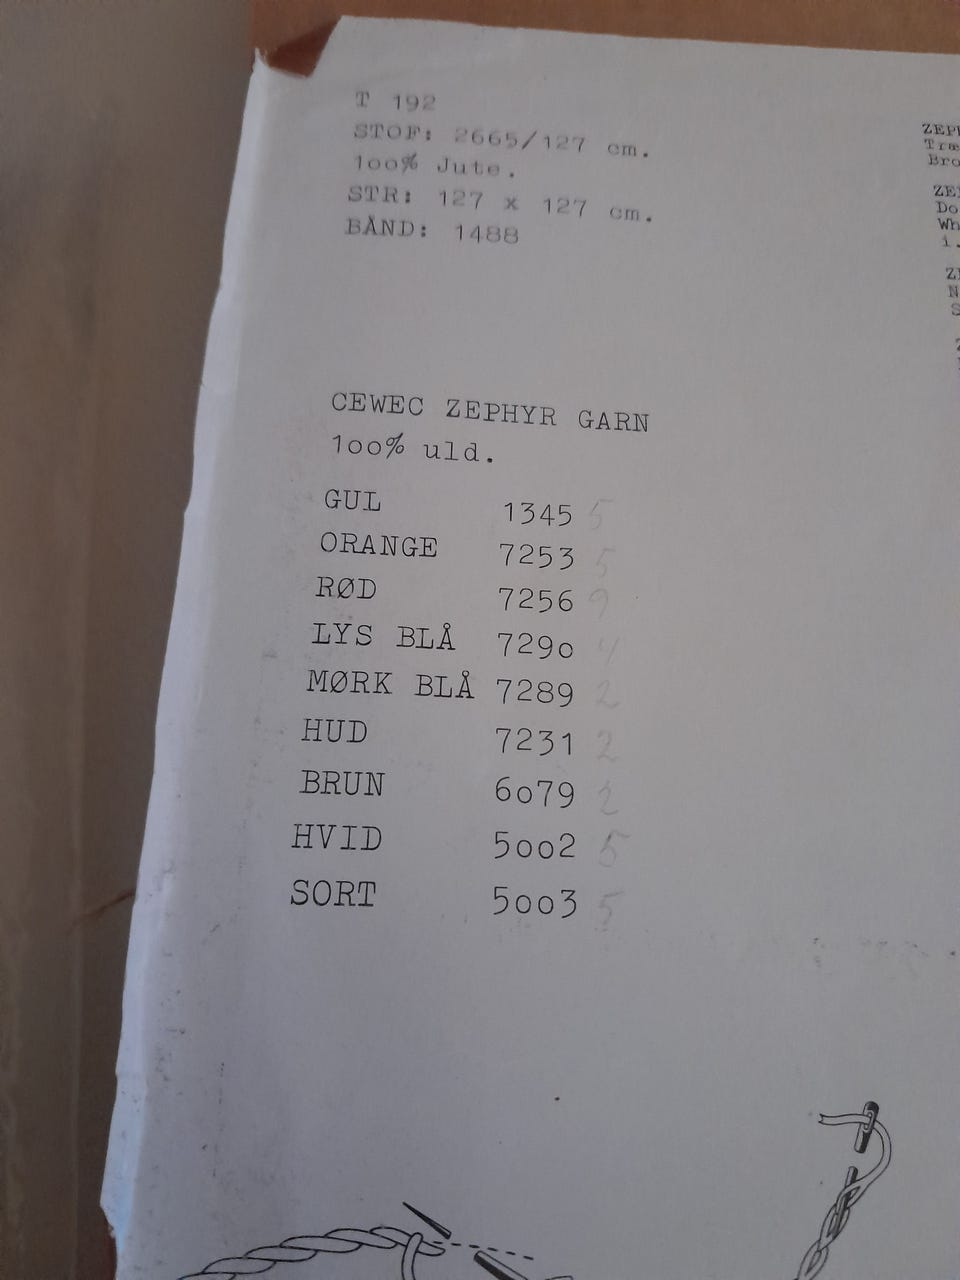 T 192
STOF: 2665/127 cm.
100% Jute.
STR: 127 x 127 cm.
BÅND: 1488
CEWEC ZEPHYR GARN
100% uld.
GUL 1345 5
ORANGE 7253 5
RØD 7256 9
LYS BLÅ 7290 4
MØRK BLÅ 7289 2
HUD 7231 2
BRUN 6079 2
HVID 5002 5
SORT 5003 5